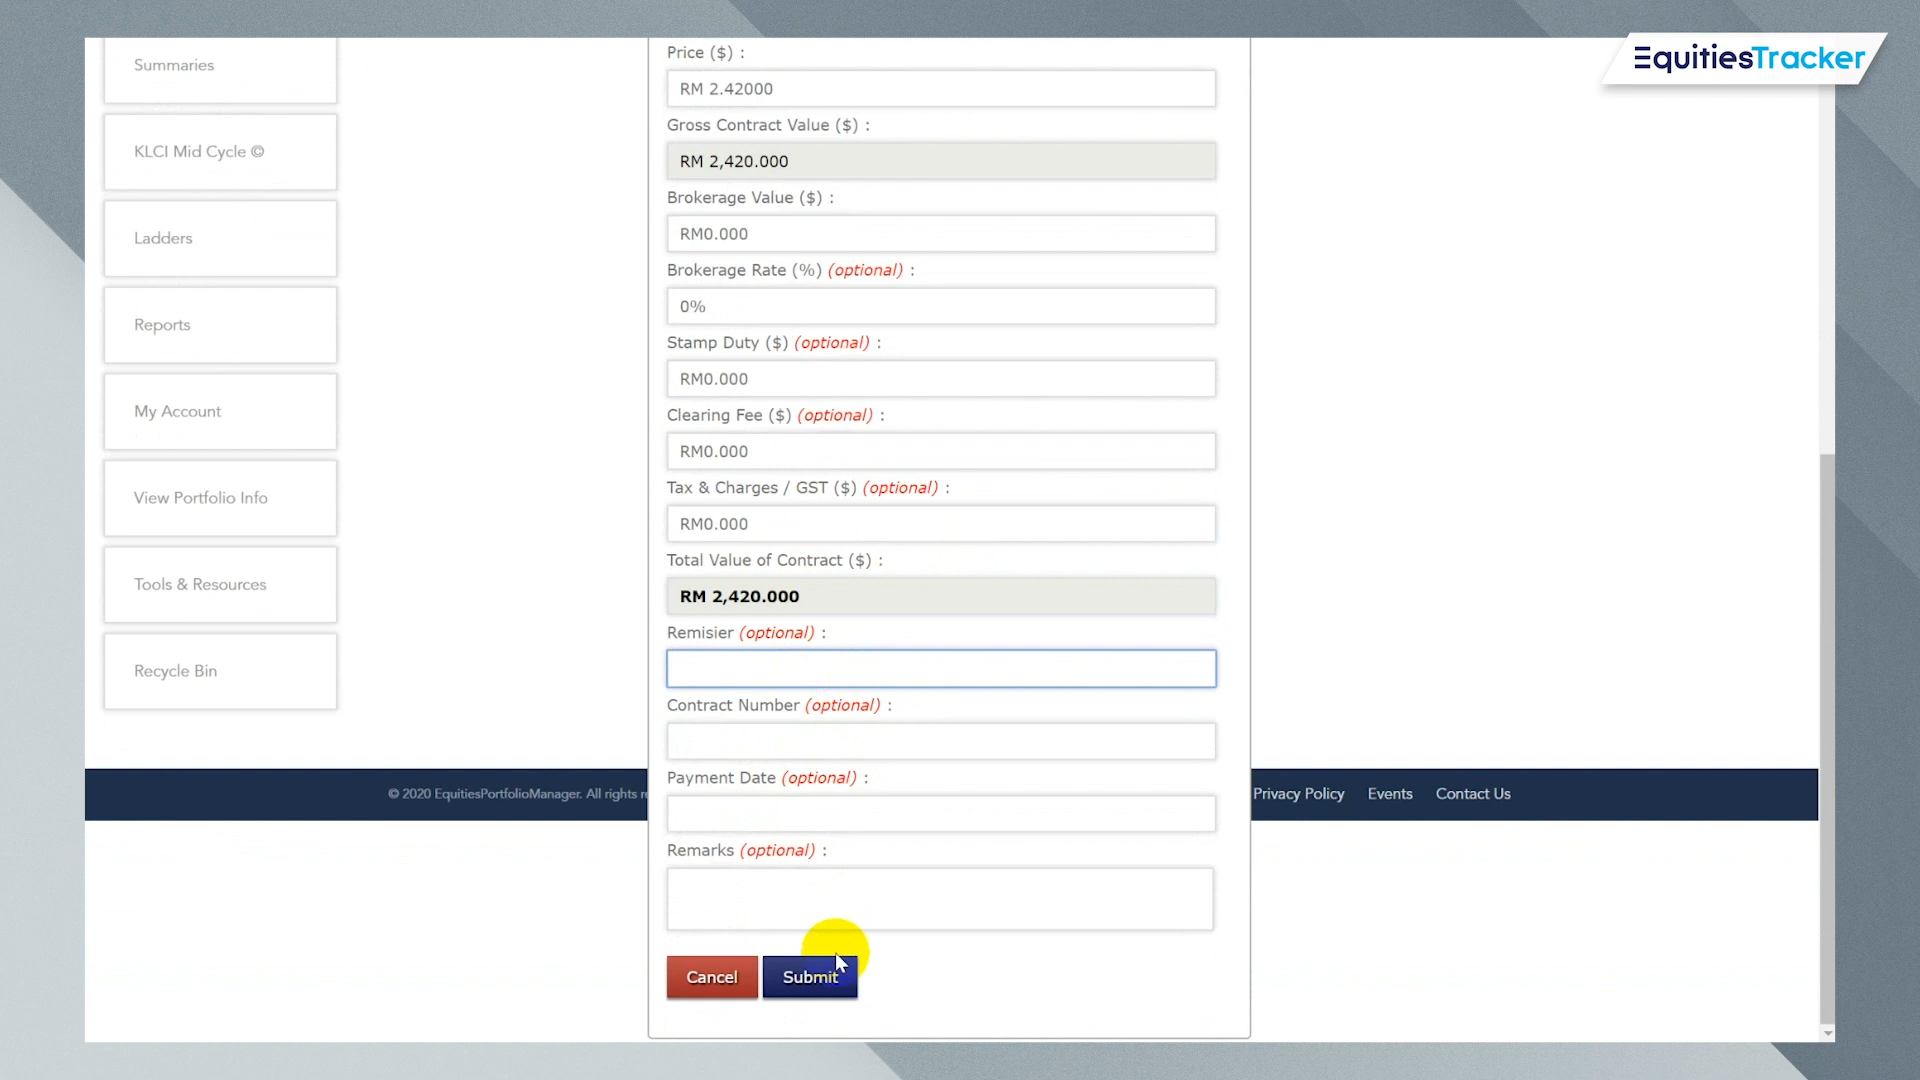 EquitiesTracker
Summaries
KLCI Mid Cycle ©
Ladders
Reports
My Account
View Portfolio Info
Tools & Resources
Recycle Bin
Price ($) :
RM 2.42000
Gross Contract Value ($) :
RM 2,420.000
Brokerage Value ($) :
RM0.000
Brokerage Rate (%) (optional) :
0%
Stamp Duty ($) (optional) :
RM0.000
Clearing Fee ($) (optional) :
RM0.000
Tax & Charges / GST ($) (optional) :
RM0.000
Total Value of Contract ($) :
RM 2,420.000
Remisier (optional) :
Contract Number (optional) :
Payment Date (optional) :
Remarks (optional) :
Cancel Submit
© 2020 EquitiesPortfolioManager. All rights
Privacy Policy Events Contact Us